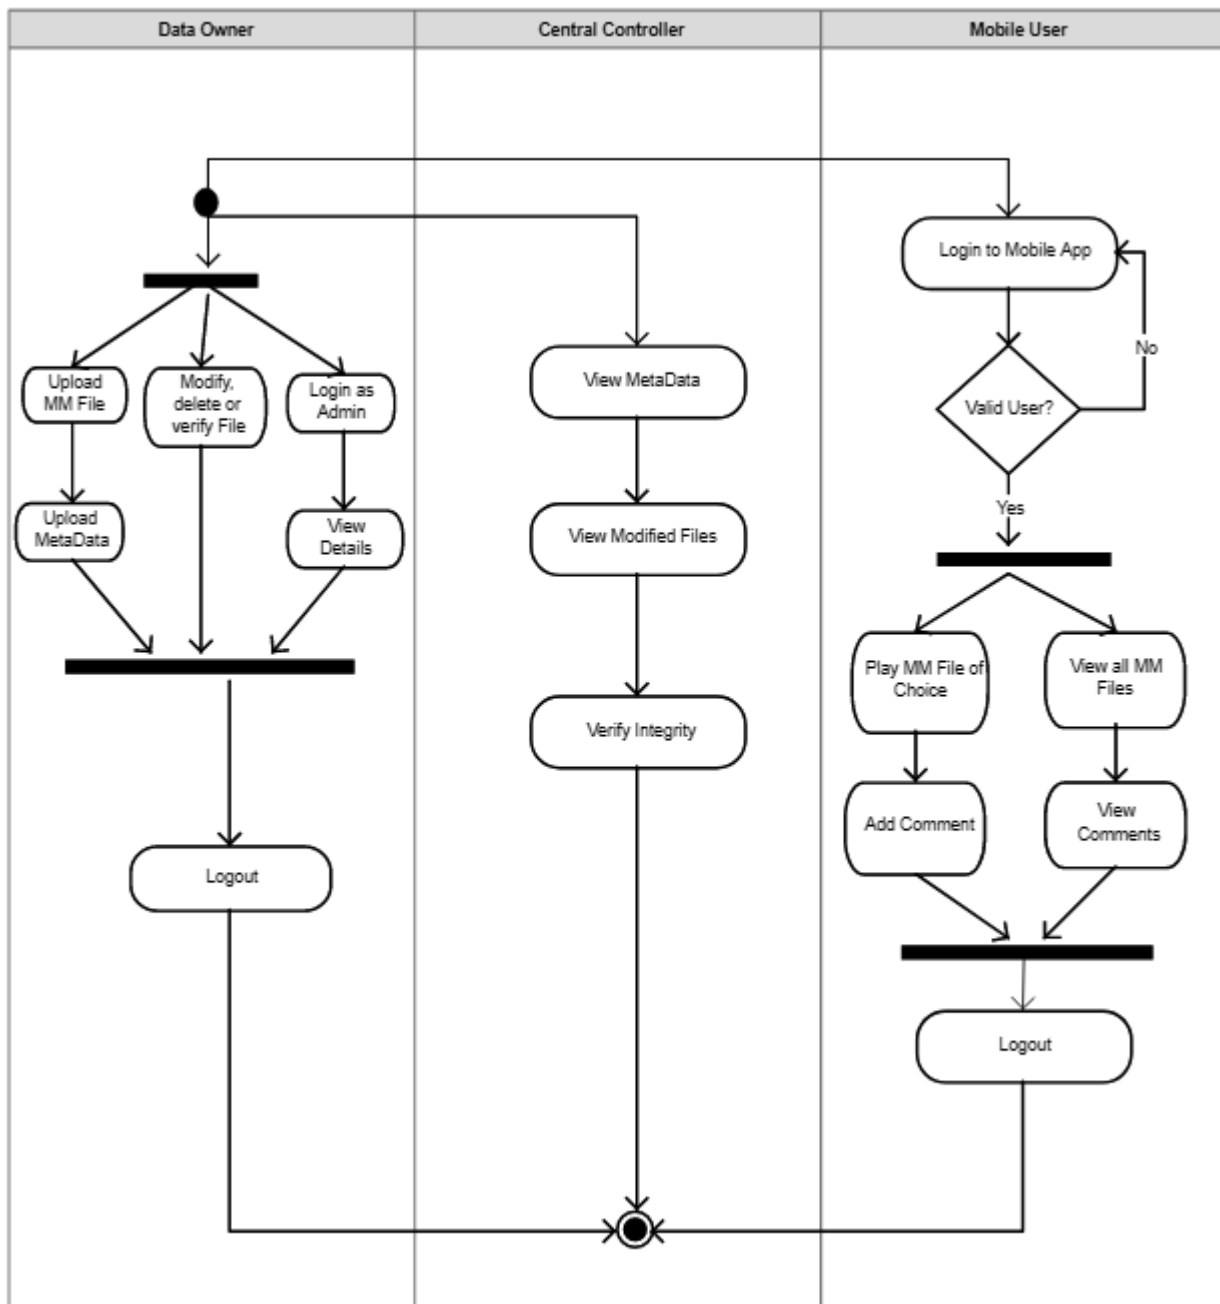 Data Owner
Central Controller
Mobile User
Upload
MM File
Modify,
delete or
verify File
Login as
Admin
Upload
MetaData
View
Details
Logout
View MetaData
View Modified Files
Verify Integrity
Login to Mobile App
No
Valid User?
Yes
Play MM File of
Choice
View all MM
Files
Add Comment
View
Comments
Logout